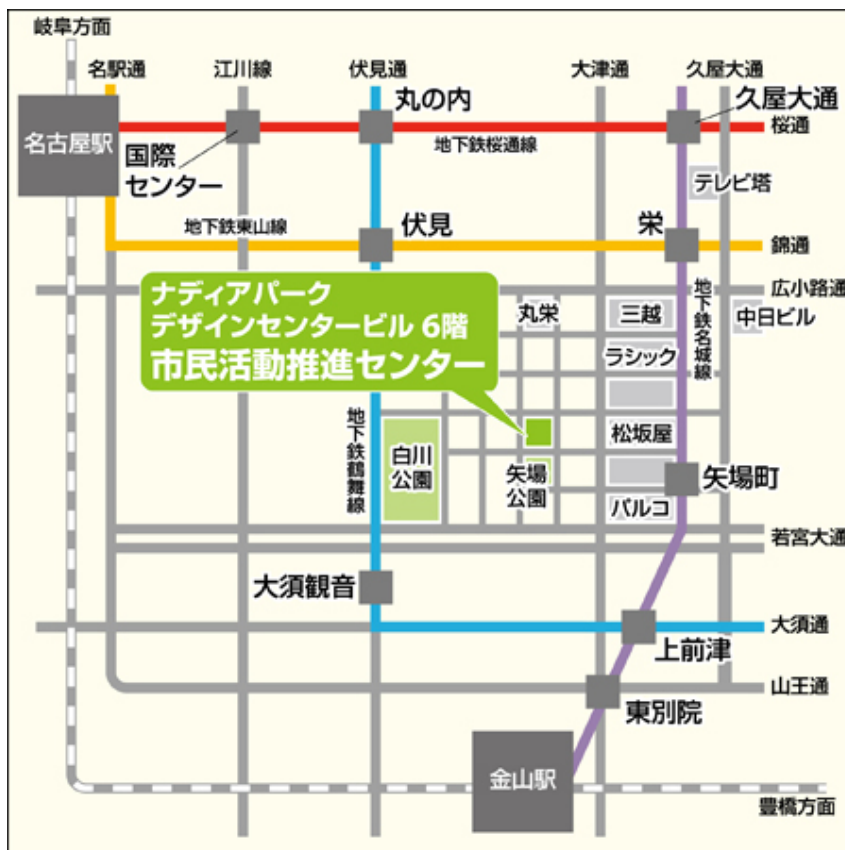 岐阜方面
名駅通
江川線
伏見通
大津通
久屋大通
名古屋駅
国際
センター
丸の内
久屋大通
桜通
地下鉄桜通線
テレビ塔
地下鉄東山線
伏見
栄
錦通
広小路通
ナディアパーク
デザインセンタービル 6階
市民活動推進センター
丸栄
三越
地下鉄名城線
中日ビル
ラシック
地下鉄鶴舞線
白川
公園
松坂屋
矢場
公園
矢場町
パルコ
若宮大通
大須観音
大須通
上前津
山王通
東別院
金山駅
豊橋方面